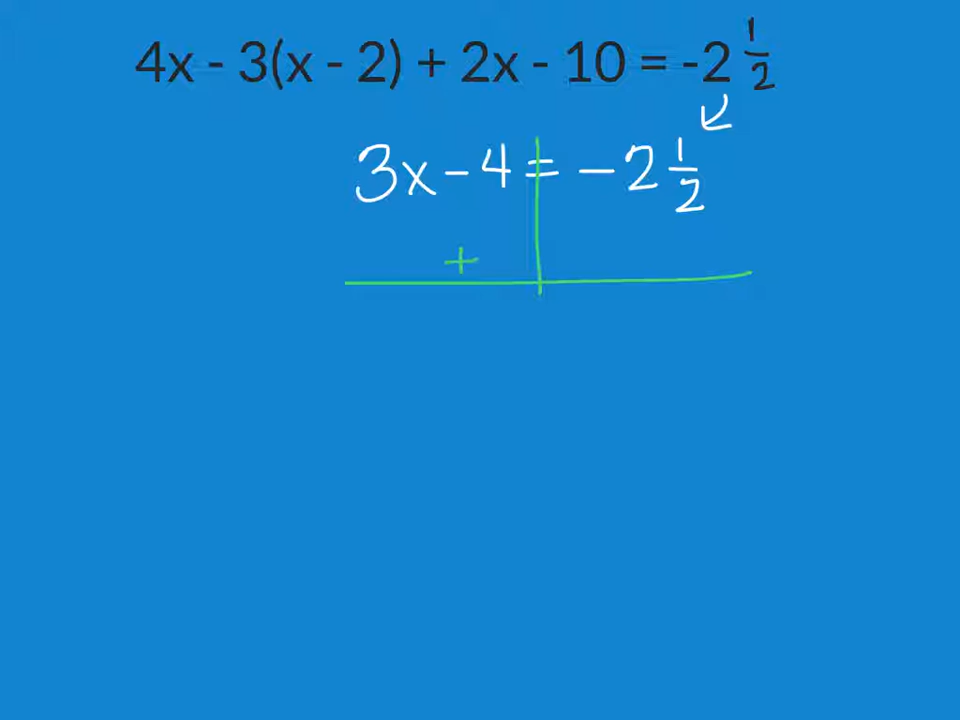 4x - 3(x - 2) + 2x - 10 = -2 1/2
3x - 4 = -2 1/2
+